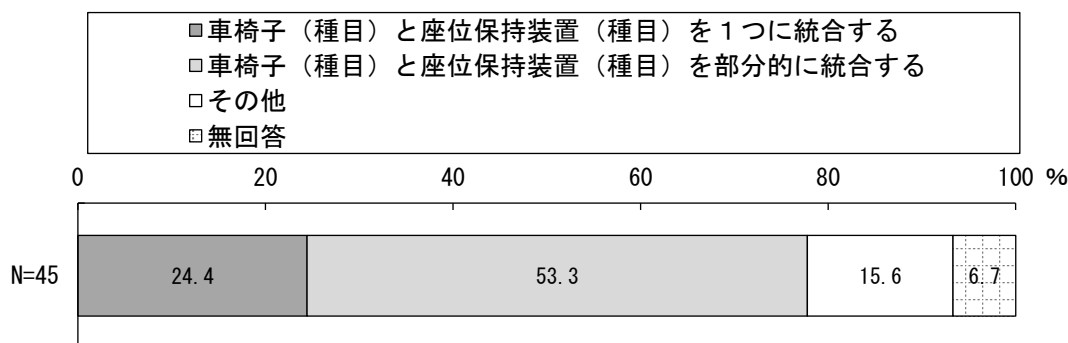 ■車椅子（種目）と座位保持装置（種目）を１つに統合する
■車椅子（種目）と座位保持装置（種目）を部分的に統合する
□その他
無回答
0 20 40 60 80 100 %
N=45 24.4 53.3 15.6 6.7